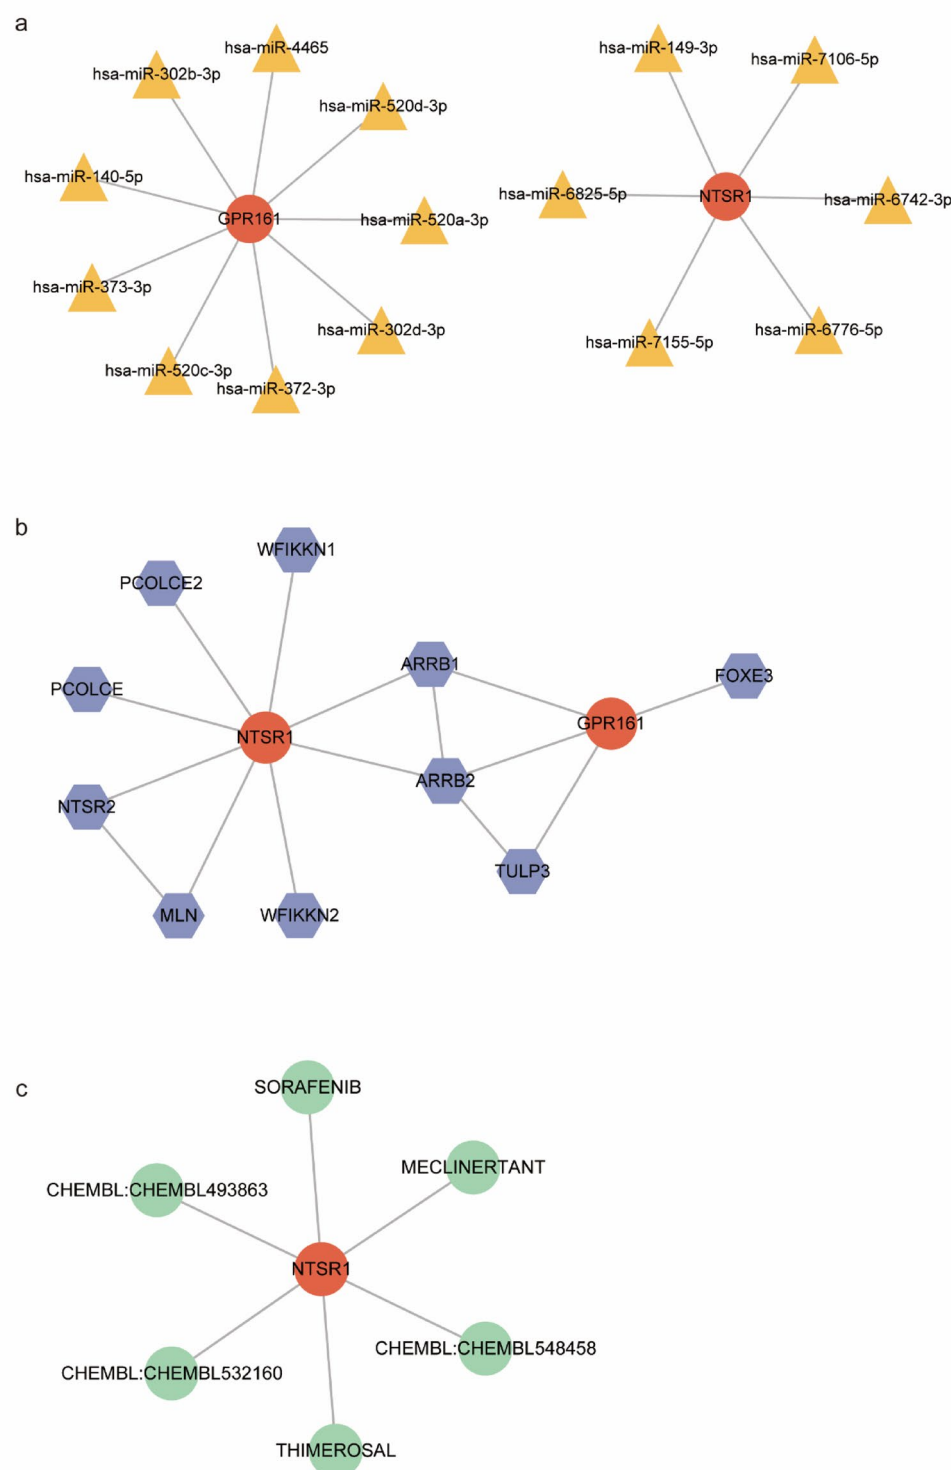 a
hsa-miR-4465
hsa-miR-149-3p
hsa-miR-7106-5p
hsa-miR-302b-3p
hsa-miR-520d-3p
hsa-miR-140-5p
hsa-miR-6825-5p
NTSR1
hsa-miR-6742-3p
GPR161
hsa-miR-520a-3p
hsa-miR-373-3p
hsa-miR-302d-3p
hsa-miR-6776-5p
hsa-miR-7155-5p
hsa-miR-520c-3p
hsa-miR-372-3p
b
WFIKKN1
PCOLCE2
ARRB1
FOXE3
PCOLCE
GPR161
NTSR1
ARRB2
NTSR2
TULP3
MLN
WFIKKN2
c
SORAFENIB
MECLINERTANT
CHEMBL:CHEMBL493863
NTSR1
CHEMBL:CHEMBL548458
CHEMBL:CHEMBL532160
THIMEROSAL